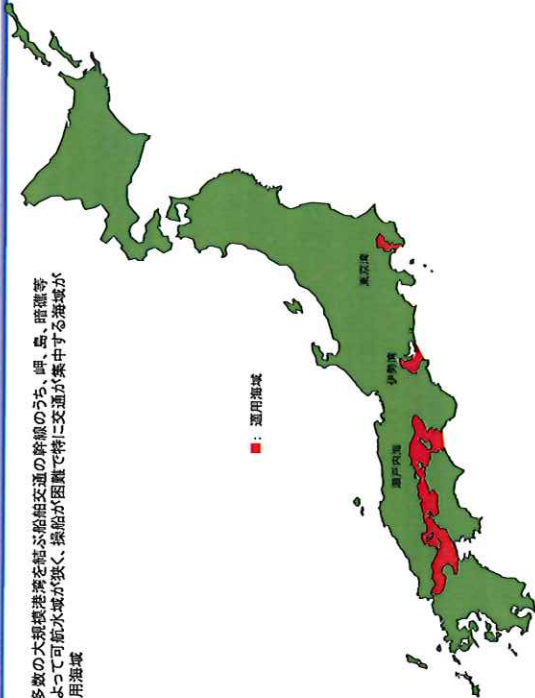 多数の大規模港湾を結ぶ船舶交通の幹線のうち、岬、島、暗礁等
よって可航水域が狭く、操船が困難で特に交通が集中する海域が
用海域
■：適用海域
東京湾
伊勢湾
瀬戸内海